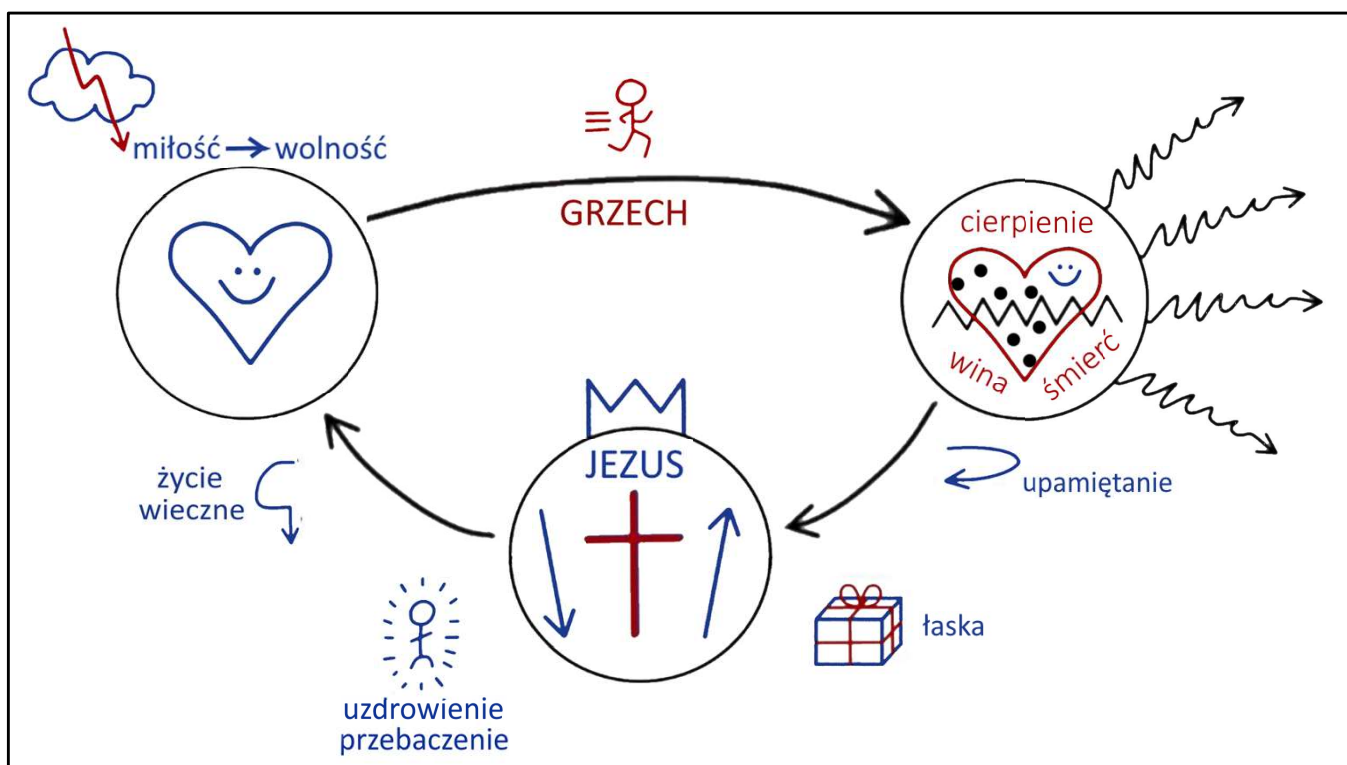 miłość → wolność
GRZECH
cierpienie
wina
śmierć
JEZUS
życie
wieczne
upamiętanie
łaska
uzdrowienie
przebaczenie